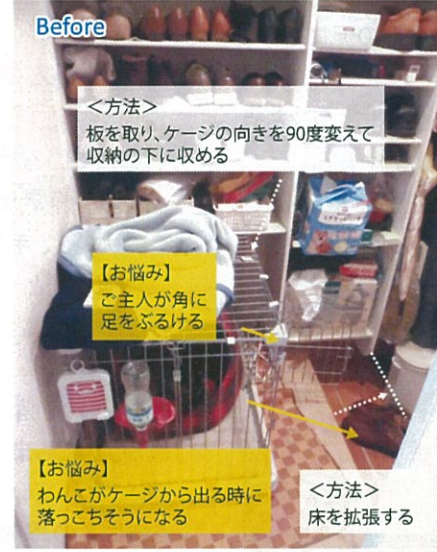 Before
＜方法＞
板を取り、ケージの向きを90度変えて
収納の下に収める
【お悩み】
ご主人が角に
足をぶるける
【お悩み】
わんこがケージから出る時に
落っこちそうになる
＜方法＞
床を拡張する